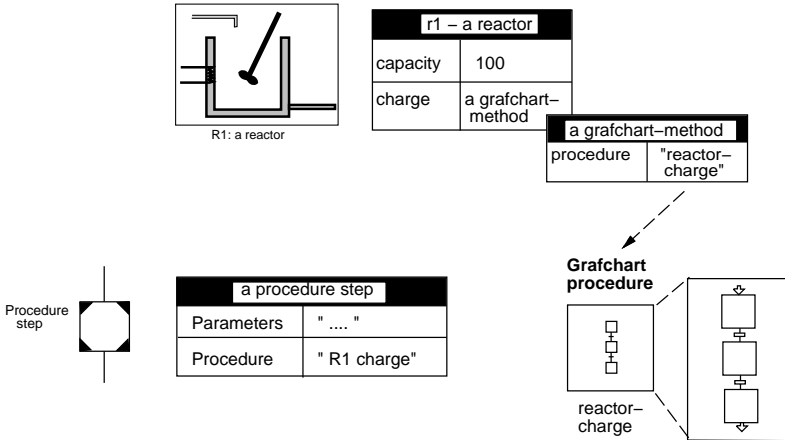 R1: a reactor
r1 – a reactor
capacity 100
charge a grafchart–
method
a grafchart–method
procedure "reactor–
charge"
Procedure
step
a procedure step
Parameters " .... "
Procedure " R1 charge"
Grafchart
procedure
reactor–
charge